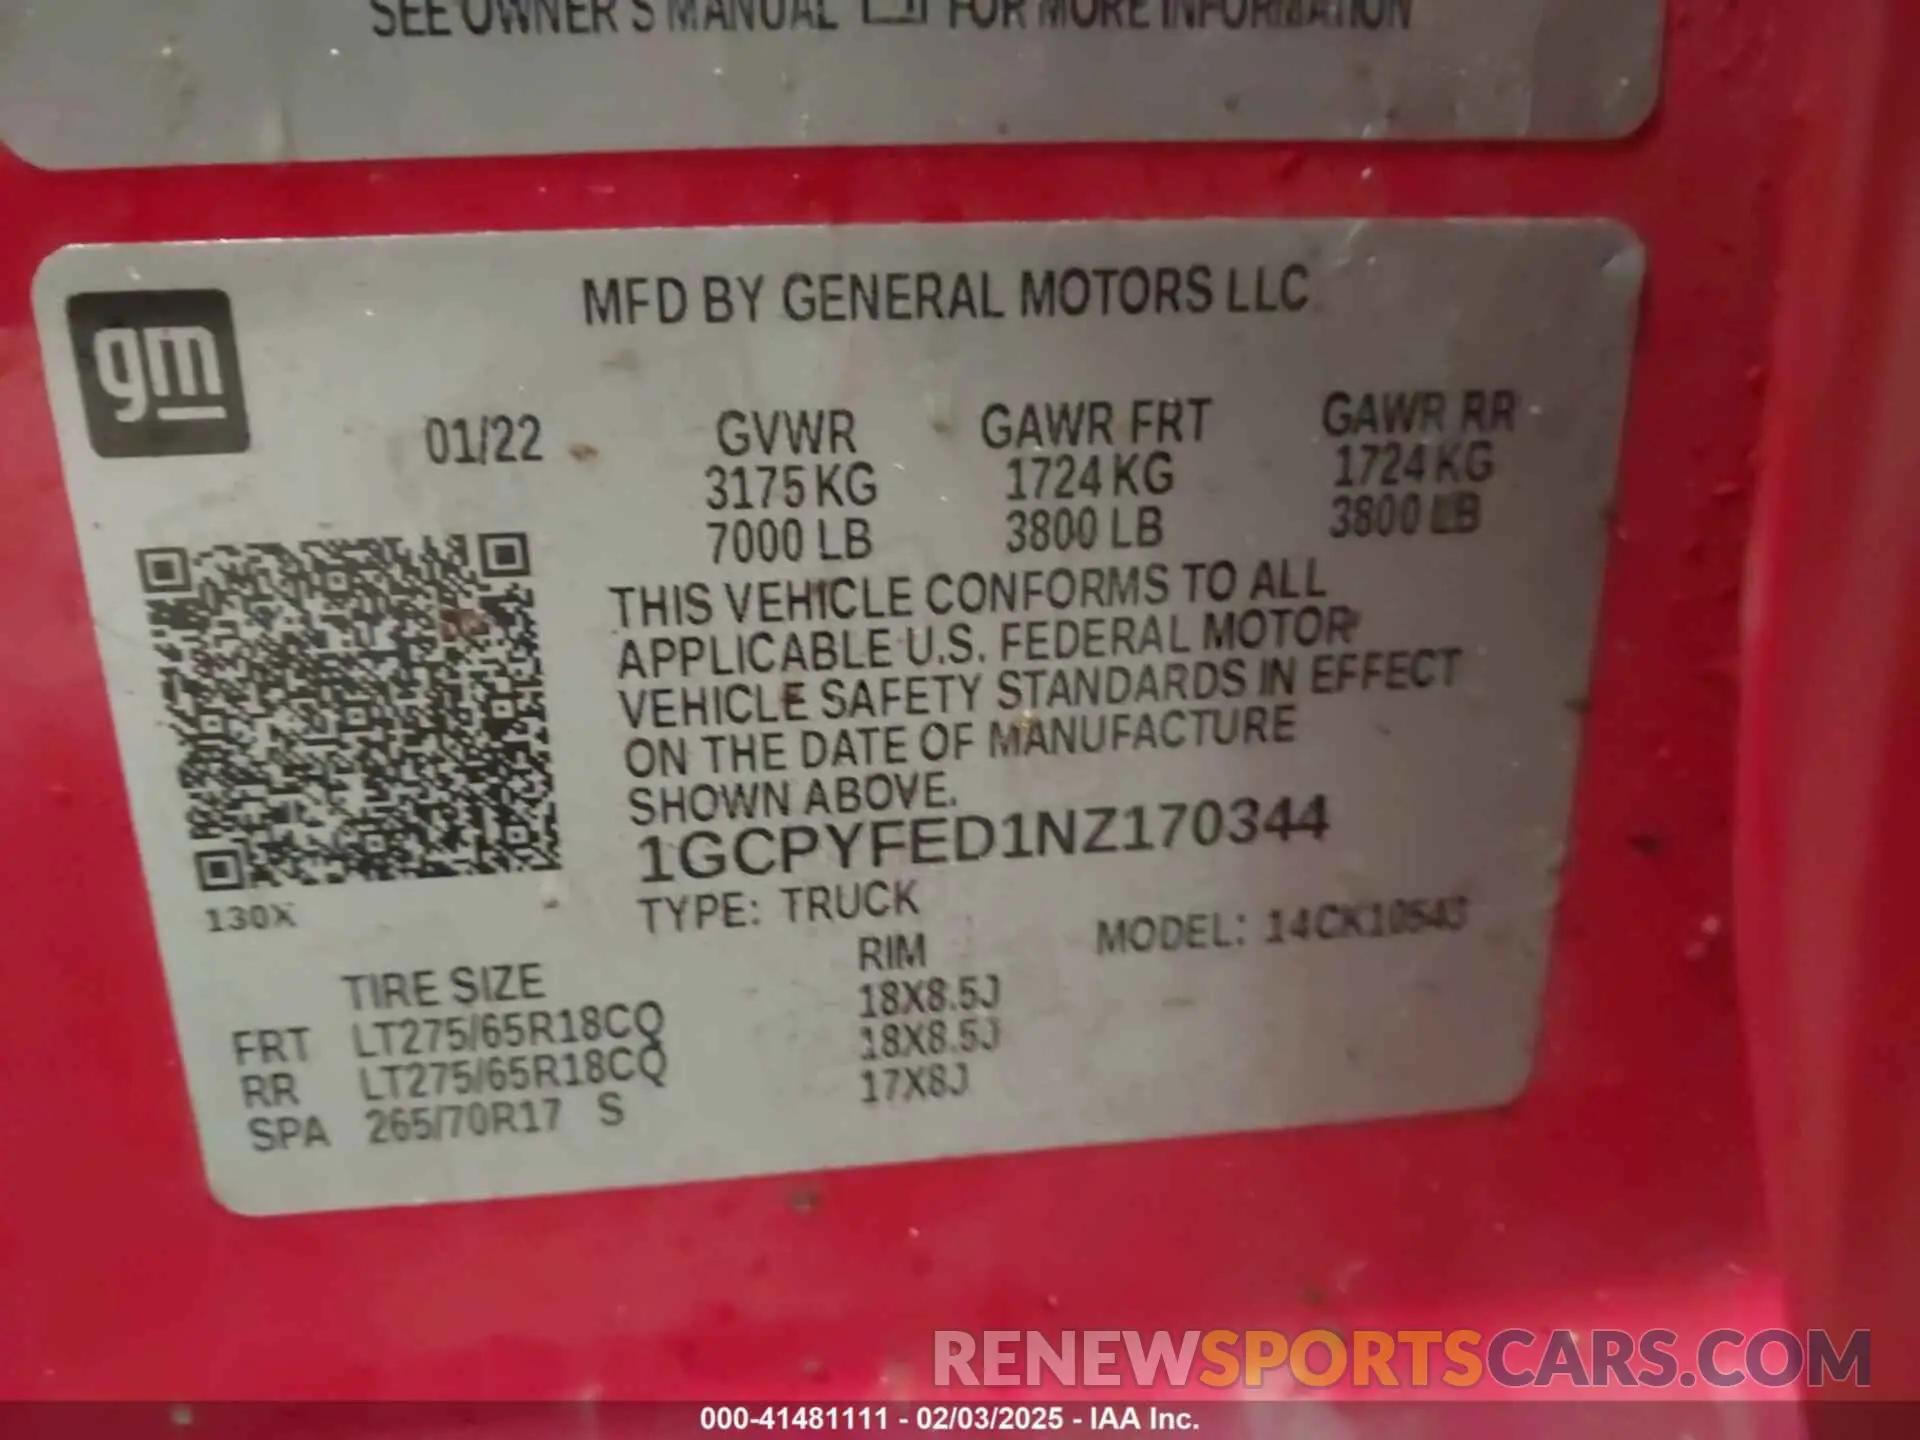 SEE OWNER'S MANUAL FOR MORE INFORMATION
gm
MFD BY GENERAL MOTORS LLC
01/22
GVWR GAWR FRT GAWR RR
3175 KG 1724 KG 1724 KG
7000 LB 3800 LB 3800 LB
THIS VEHICLE CONFORMS TO ALL
APPLICABLE U.S. FEDERAL MOTOR
VEHICLE SAFETY STANDARDS IN EFFECT
ON THE DATE OF MANUFACTURE
SHOWN ABOVE.
1GCPYFED1NZ170344
130X
TYPE: TRUCK
MODEL: 14CK10543
TIRE SIZE RIM
FRT LT275/65R18CQ 18X8.5J
RR LT275/65R18CQ 18X8.5J
SPA 265/70R17 S 17X8J
RENEWSPORTSCARS.COM
000-41481111 - 02/03/2025 - IAA Inc.